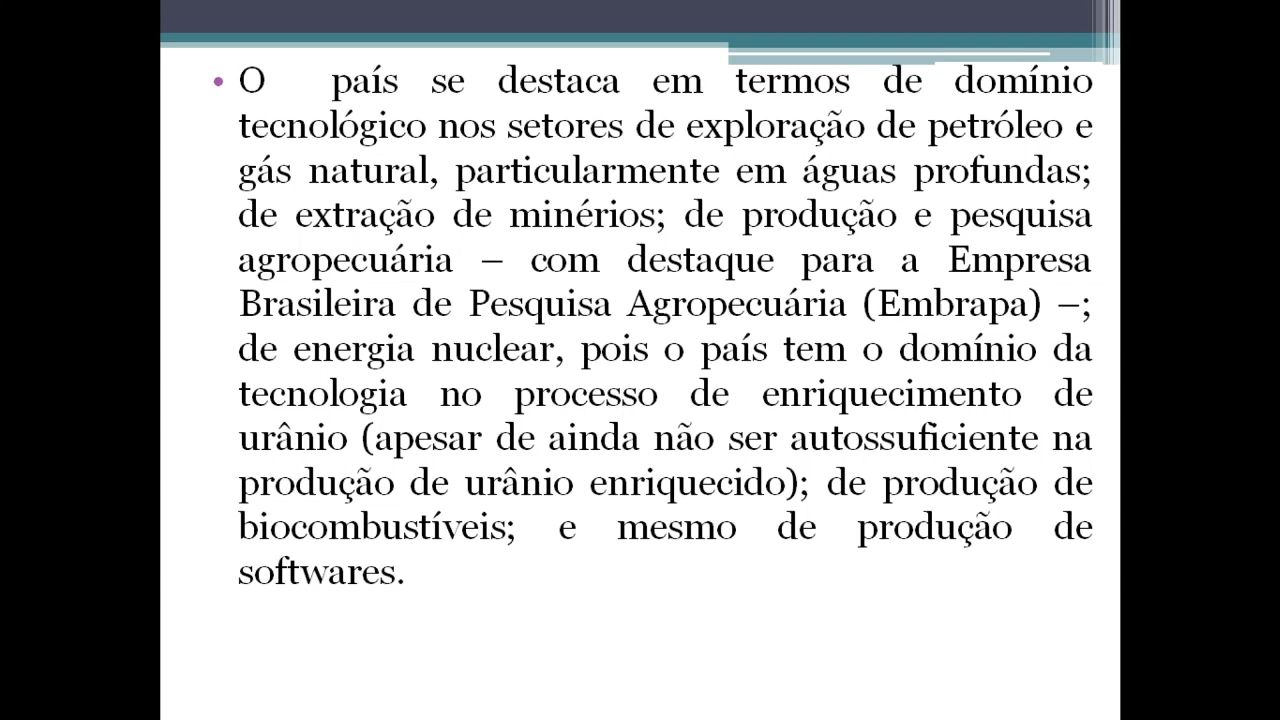 • O país se destaca em termos de domínio
tecnológico nos setores de exploração de petróleo e
gás natural, particularmente em águas profundas;
de extração de minérios; de produção e pesquisa
agropecuária – com destaque para a Empresa
Brasileira de Pesquisa Agropecuária (Embrapa) –;
de energia nuclear, pois o país tem o domínio da
tecnologia no processo de enriquecimento de
urânio (apesar de ainda não ser autossuficiente na
produção de urânio enriquecido); de produção de
biocombustíveis; e mesmo de produção de
softwares.